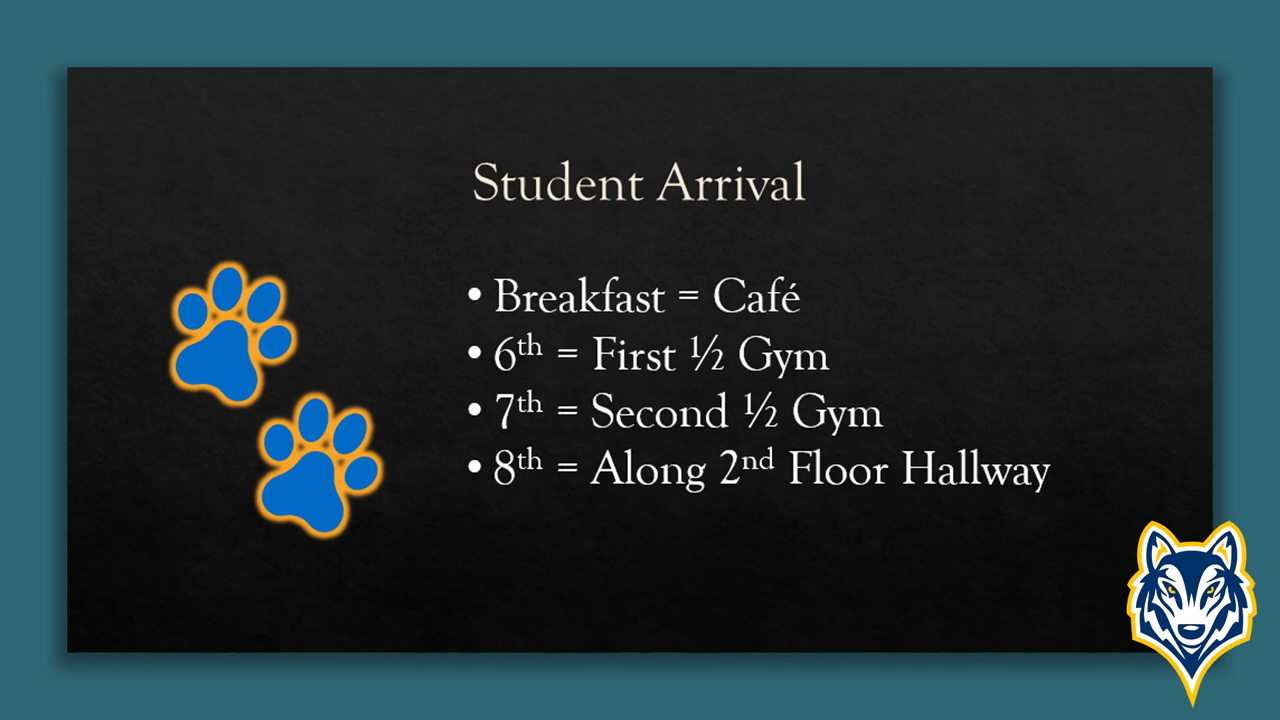 Student Arrival
• Breakfast = Café
• 6th = First ½ Gym
• 7th = Second ½ Gym
• 8th = Along 2nd Floor Hallway